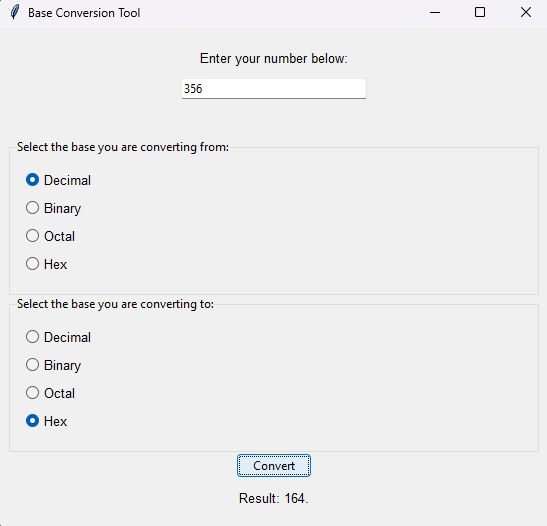 Base Conversion Tool
Enter your number below:
356
Select the base you are converting from:
Decimal
Binary
Octal
Hex
Select the base you are converting to:
Decimal
Binary
Octal
Hex
Convert
Result: 164.